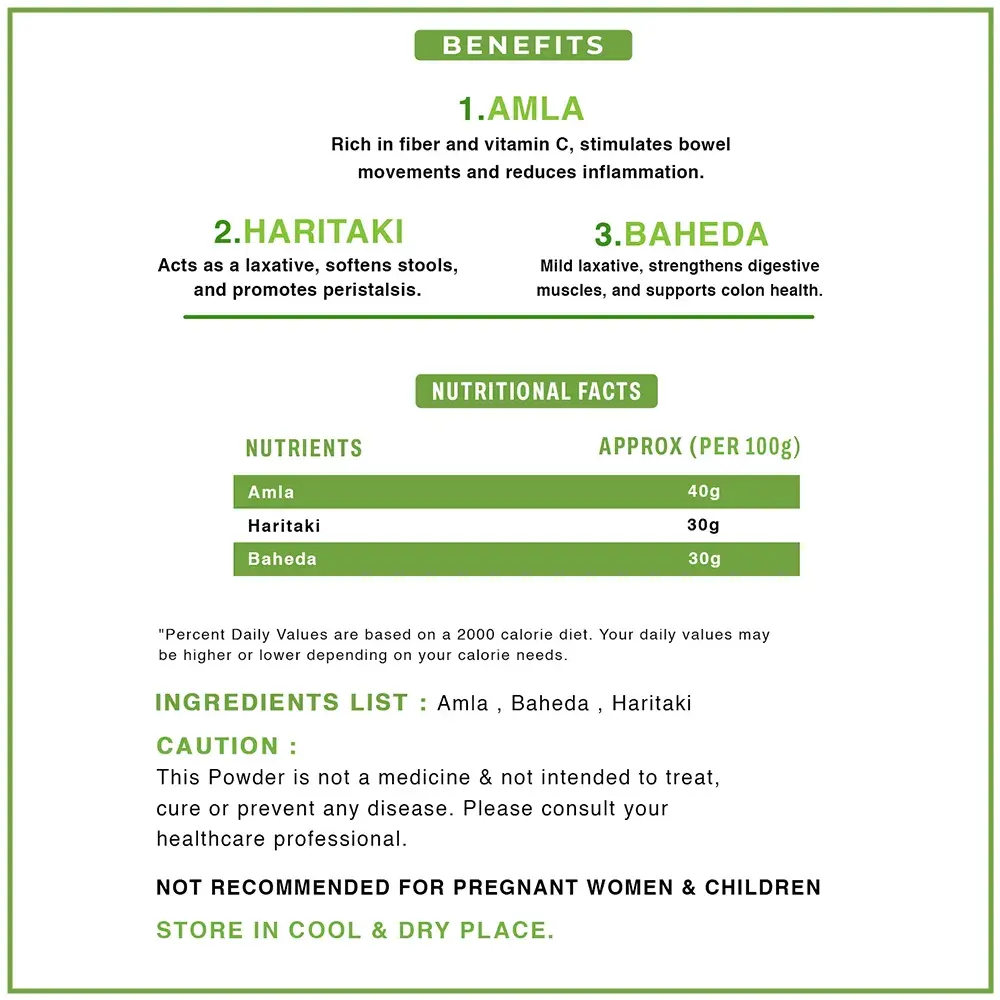 BENEFITS
1.AMLA
Rich in fiber and vitamin C, stimulates bowel
movements and reduces inflammation.
2.HARITAKI
Acts as a laxative, softens stools,
and promotes peristalsis.
3.BAHEDA
Mild laxative, strengthens digestive
muscles, and supports colon health.
NUTRITIONAL FACTS
NUTRIENTS APPROX (PER 100g)
Amla 40g
Haritaki 30g
Baheda 30g
"Percent Daily Values are based on a 2000 calorie diet. Your daily values may
be higher or lower depending on your calorie needs.
INGREDIENTS LIST : Amla , Baheda , Haritaki
CAUTION :
This Powder is not a medicine & not intended to treat,
cure or prevent any disease. Please consult your
healthcare professional.
NOT RECOMMENDED FOR PREGNANT WOMEN & CHILDREN
STORE IN COOL & DRY PLACE.